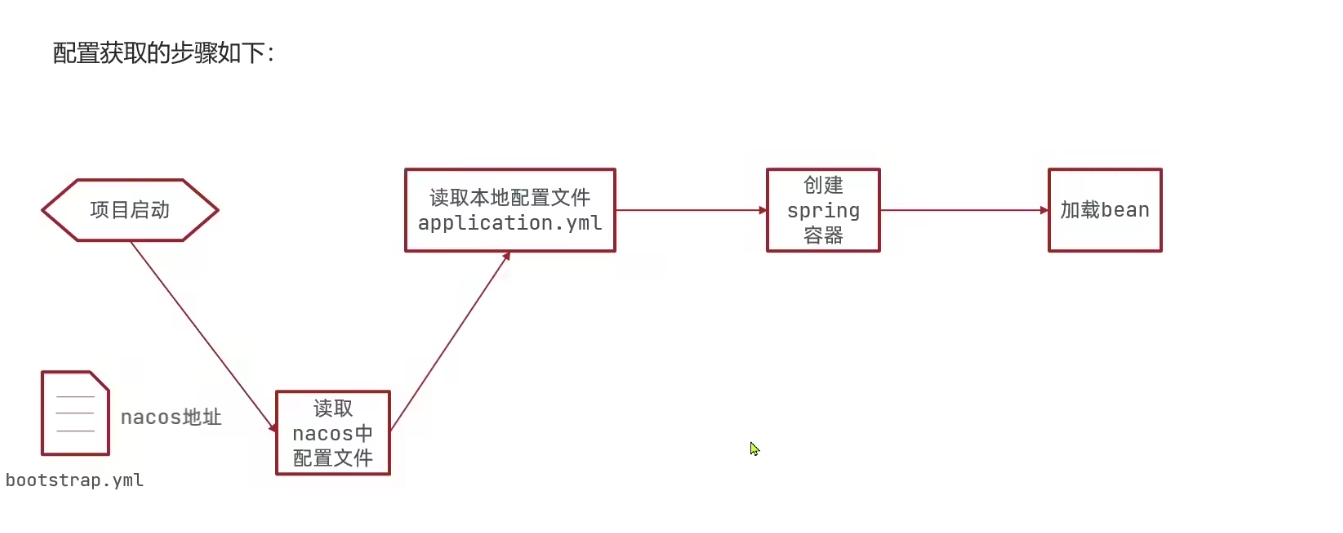 配置获取的步骤如下：
项目启动
读取本地配置文件
application.yml
创建
spring
容器
加载bean
nacos地址
bootstrap.yml
读取
nacos中
配置文件